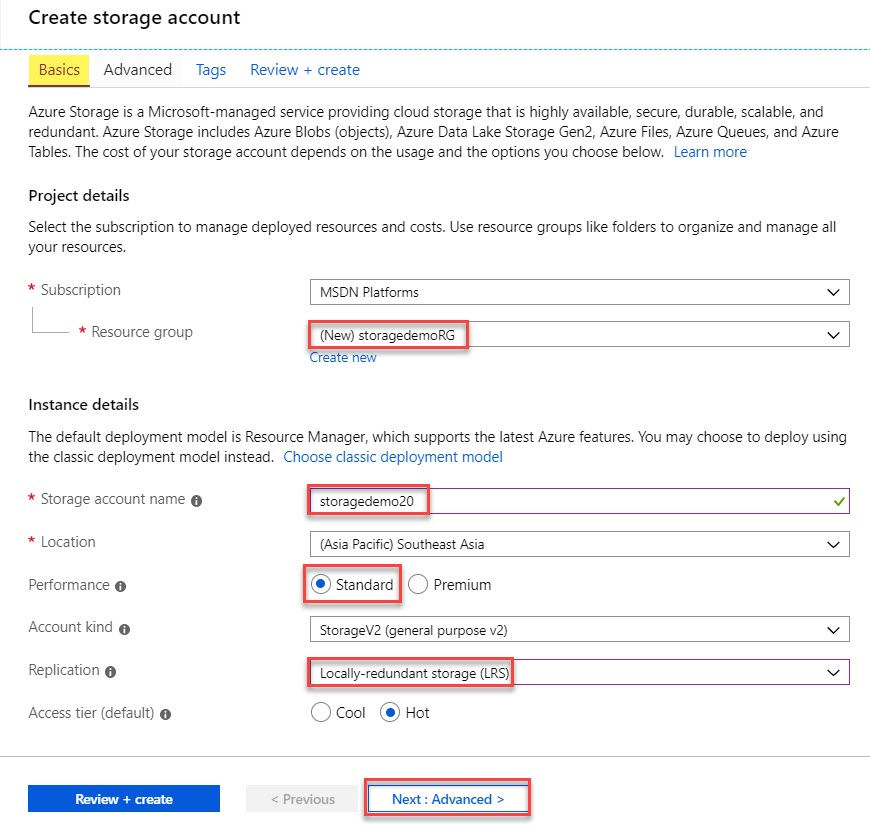 Create storage account
Basics Advanced Tags Review + create
Azure Storage is a Microsoft-managed service providing cloud storage that is highly available, secure, durable, scalable, and
redundant. Azure Storage includes Azure Blobs (objects), Azure Data Lake Storage Gen2, Azure Files, Azure Queues, and Azure
Tables. The cost of your storage account depends on the usage and the options you choose below. Learn more
Project details
Select the subscription to manage deployed resources and costs. Use resource groups like folders to organize and manage all
your resources.
* Subscription MSDN Platforms
* Resource group (New) storagedemoRG
Create new
Instance details
The default deployment model is Resource Manager, which supports the latest Azure features. You may choose to deploy using
the classic deployment model instead. Choose classic deployment model
* Storage account name storagedemo20
* Location (Asia Pacific) Southeast Asia
Performance Standard Premium
Account kind StorageV2 (general purpose v2)
Replication Locally-redundant storage (LRS)
Access tier (default) Cool Hot
Review + create < Previous Next : Advanced >